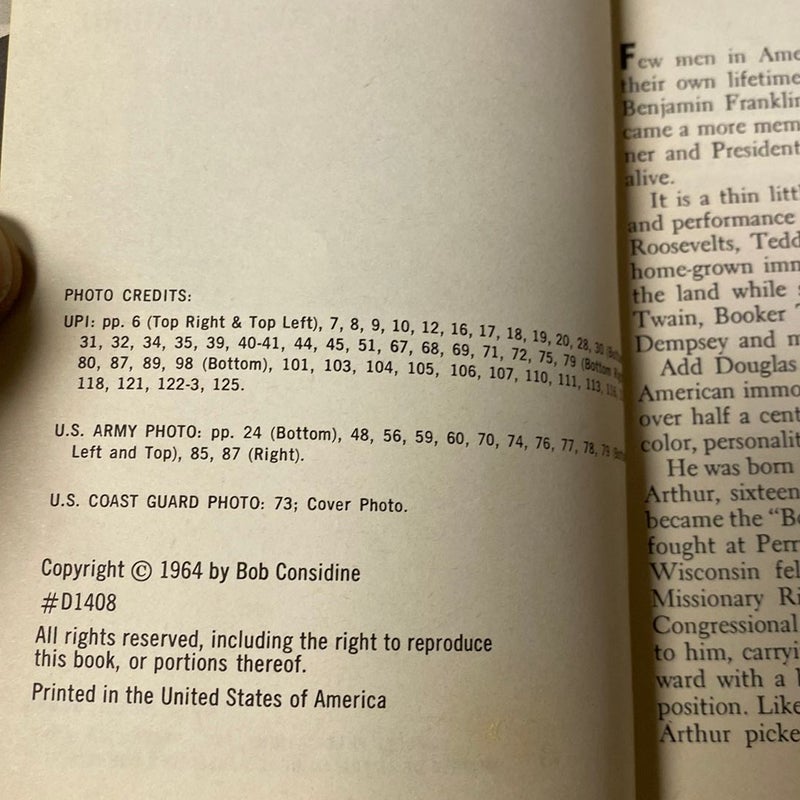 PHOTO CREDITS:
UPI: pp. 6 (Top Right & Top Left), 7, 8, 9, 10, 12, 16, 17, 18, 19, 20, 28, 30
31, 32, 34, 35, 39, 40-41, 44, 45, 51, 67, 68, 69, 71, 72, 75, 79 (Bottom
80, 87, 89, 98 (Bottom), 101, 103, 104, 105, 106, 107, 110, 111, 113,
118, 121, 122-3, 125.
U.S. ARMY PHOTO: pp. 24 (Bottom), 48, 56, 59, 60, 70, 74, 76, 77, 78, 79
Left and Top), 85, 87 (Right).
U.S. COAST GUARD PHOTO: 73; Cover Photo.
Copyright © 1964 by Bob Considine
#D1408
All rights reserved, including the right to reproduce
this book, or portions thereof.
Printed in the United States of America
Few men in Ame
their own lifetime
Benjamin Franklin
came a more mem
ner and President
alive.
It is a thin littl
and performance
Roosevelts, Tedd
home-grown imm
the land while s
Twain, Booker T
Dempsey and m
Add Douglas
American immo
over half a cent
color, personalit
He was born
Arthur, sixteen
became the "Bo
fought at Perr
Wisconsin fel
Missionary Ri
Congressional
to him, carryi
ward with a b
position. Like
Arthur picke